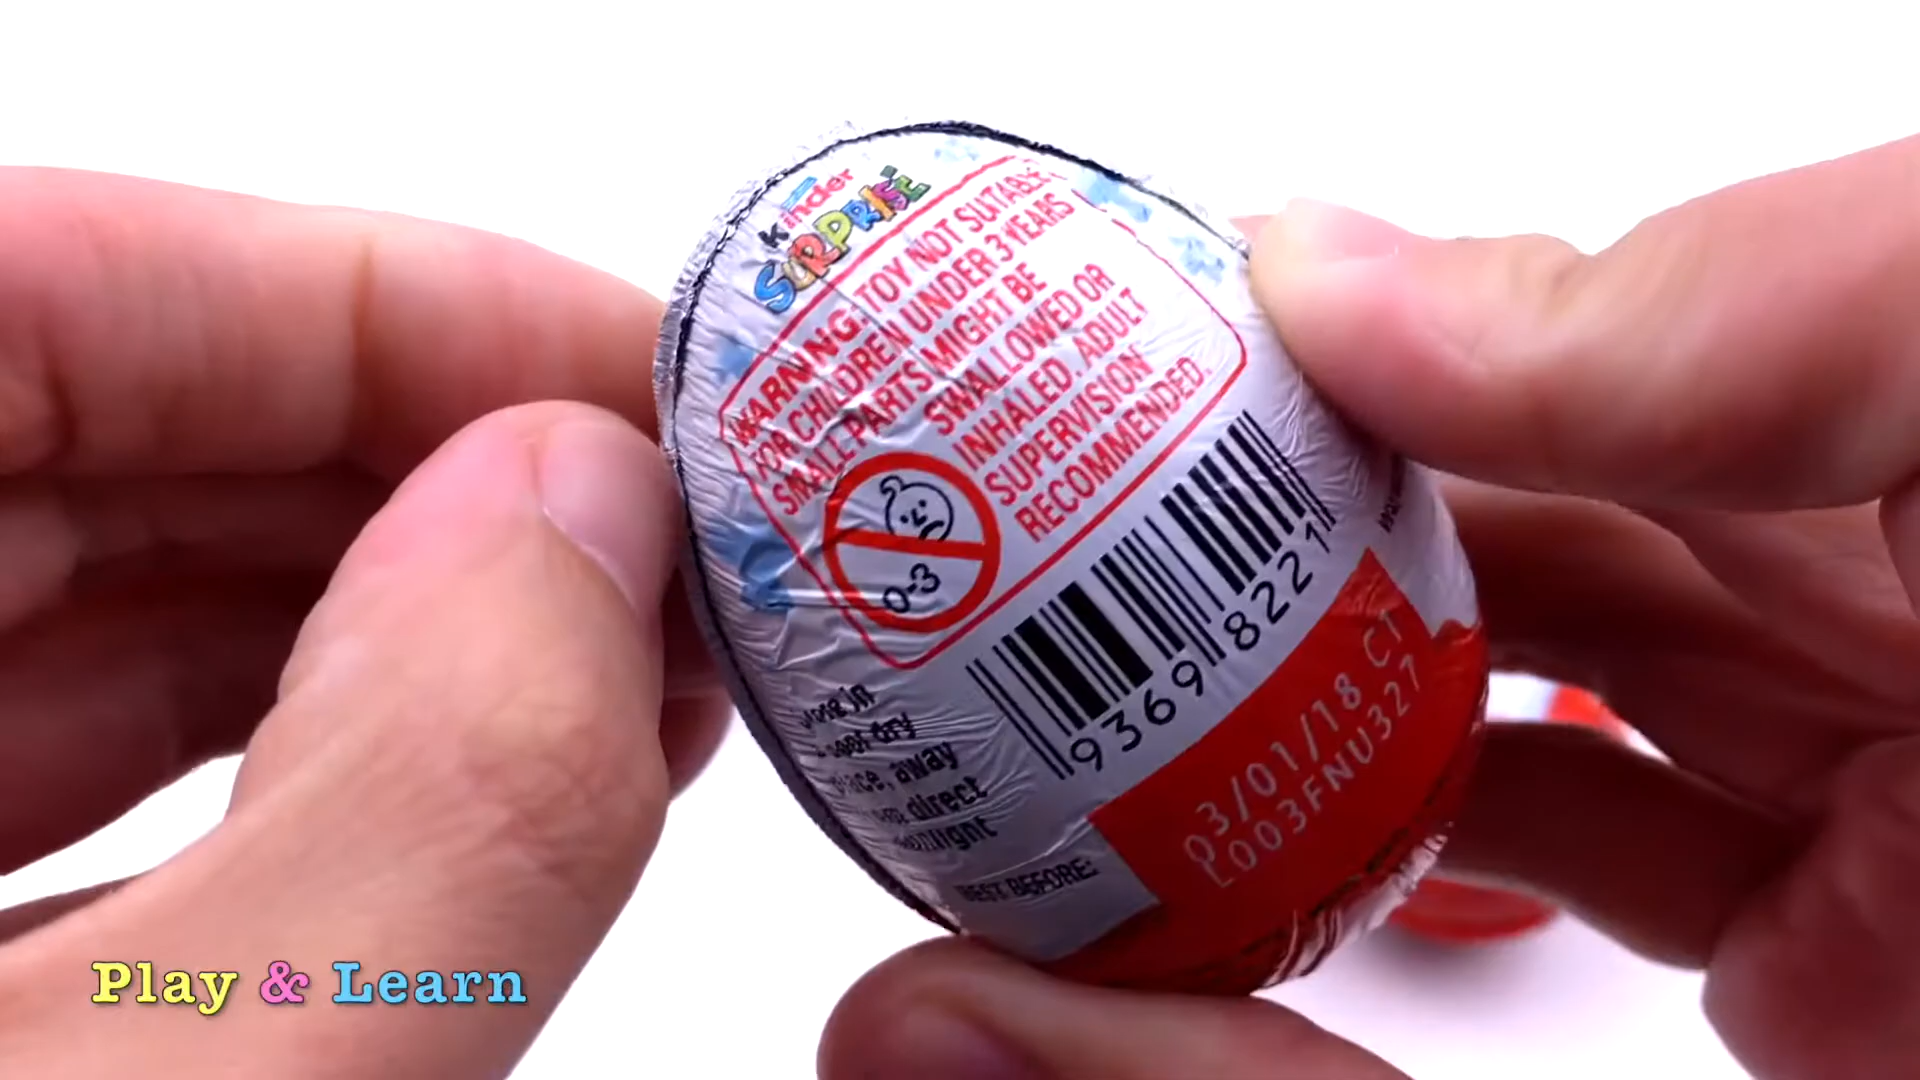 kinder
SURPRISE
WARNING: TOY NOT SUITABLE
FOR CHILDREN UNDER 3 YEARS
SMALL PARTS MIGHT BE
SWALLOWED OR
INHALED. ADULT
SUPERVISION
RECOMMENDED.
0-3
9369 8221
dry
away
direct
BEST BEFORE:
03/01/18 CT
L003FNU327
Play & Learn